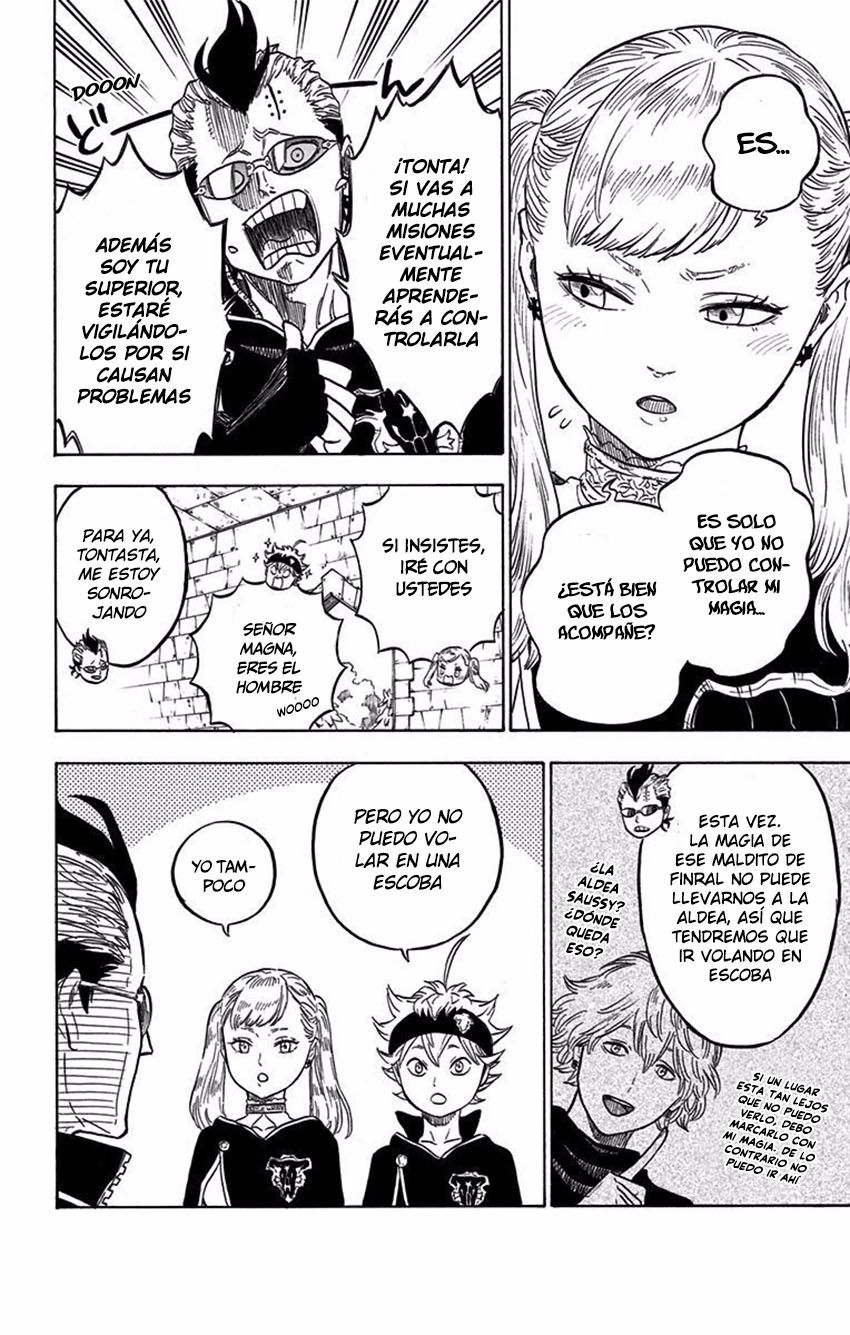 ES...
ES SOLO
QUE YO NO
PUEDO CON-
TROLAR MI
MAGIA...
¿ESTÁ BIEN
QUE LOS
ACOMPAÑE?
DOOON
ど
ん
¡TONTA!
SI VAS A
MUCHAS
MISIONES
EVENTUAL-
MENTE
APRENDE-
RÁS A CON-
TROLARLA
ADEMÁS
SOY TU
SUPERIOR,
ESTARÉ
VIGILÁNDO-
LOS POR SI
CAUSAN
PROBLEMAS
SI INSISTES,
IRÉ CON
USTEDES
SEÑOR
MAGNA,
ERES EL
HOMBRE
WOOOO
PARA YA,
TONTASTA,
ME ESTOY
SONRO-
JANDO
ESTA VEZ.
LA MAGIA DE
ESE MALDITO DE
FINRAL NO PUEDE
LLEVARNOS A LA
ALDEA, ASÍ QUE
TENDREMOS QUE
IR VOLANDO EN
ESCOBA
¿LA
ALDEA
SAUSSY?
¿DÓNDE
QUEDA
ESO?
SI UN LUGAR
ESTA TAN LEJOS
QUE NO PUEDO
VERLO, DEBO
MARCARLO CON
MI MAGIA. DE LO
CONTRARIO NO
PUEDO IR AHÍ
PERO YO NO
PUEDO VO-
LAR EN UNA
ESCOBA
YO TAM-
POCO